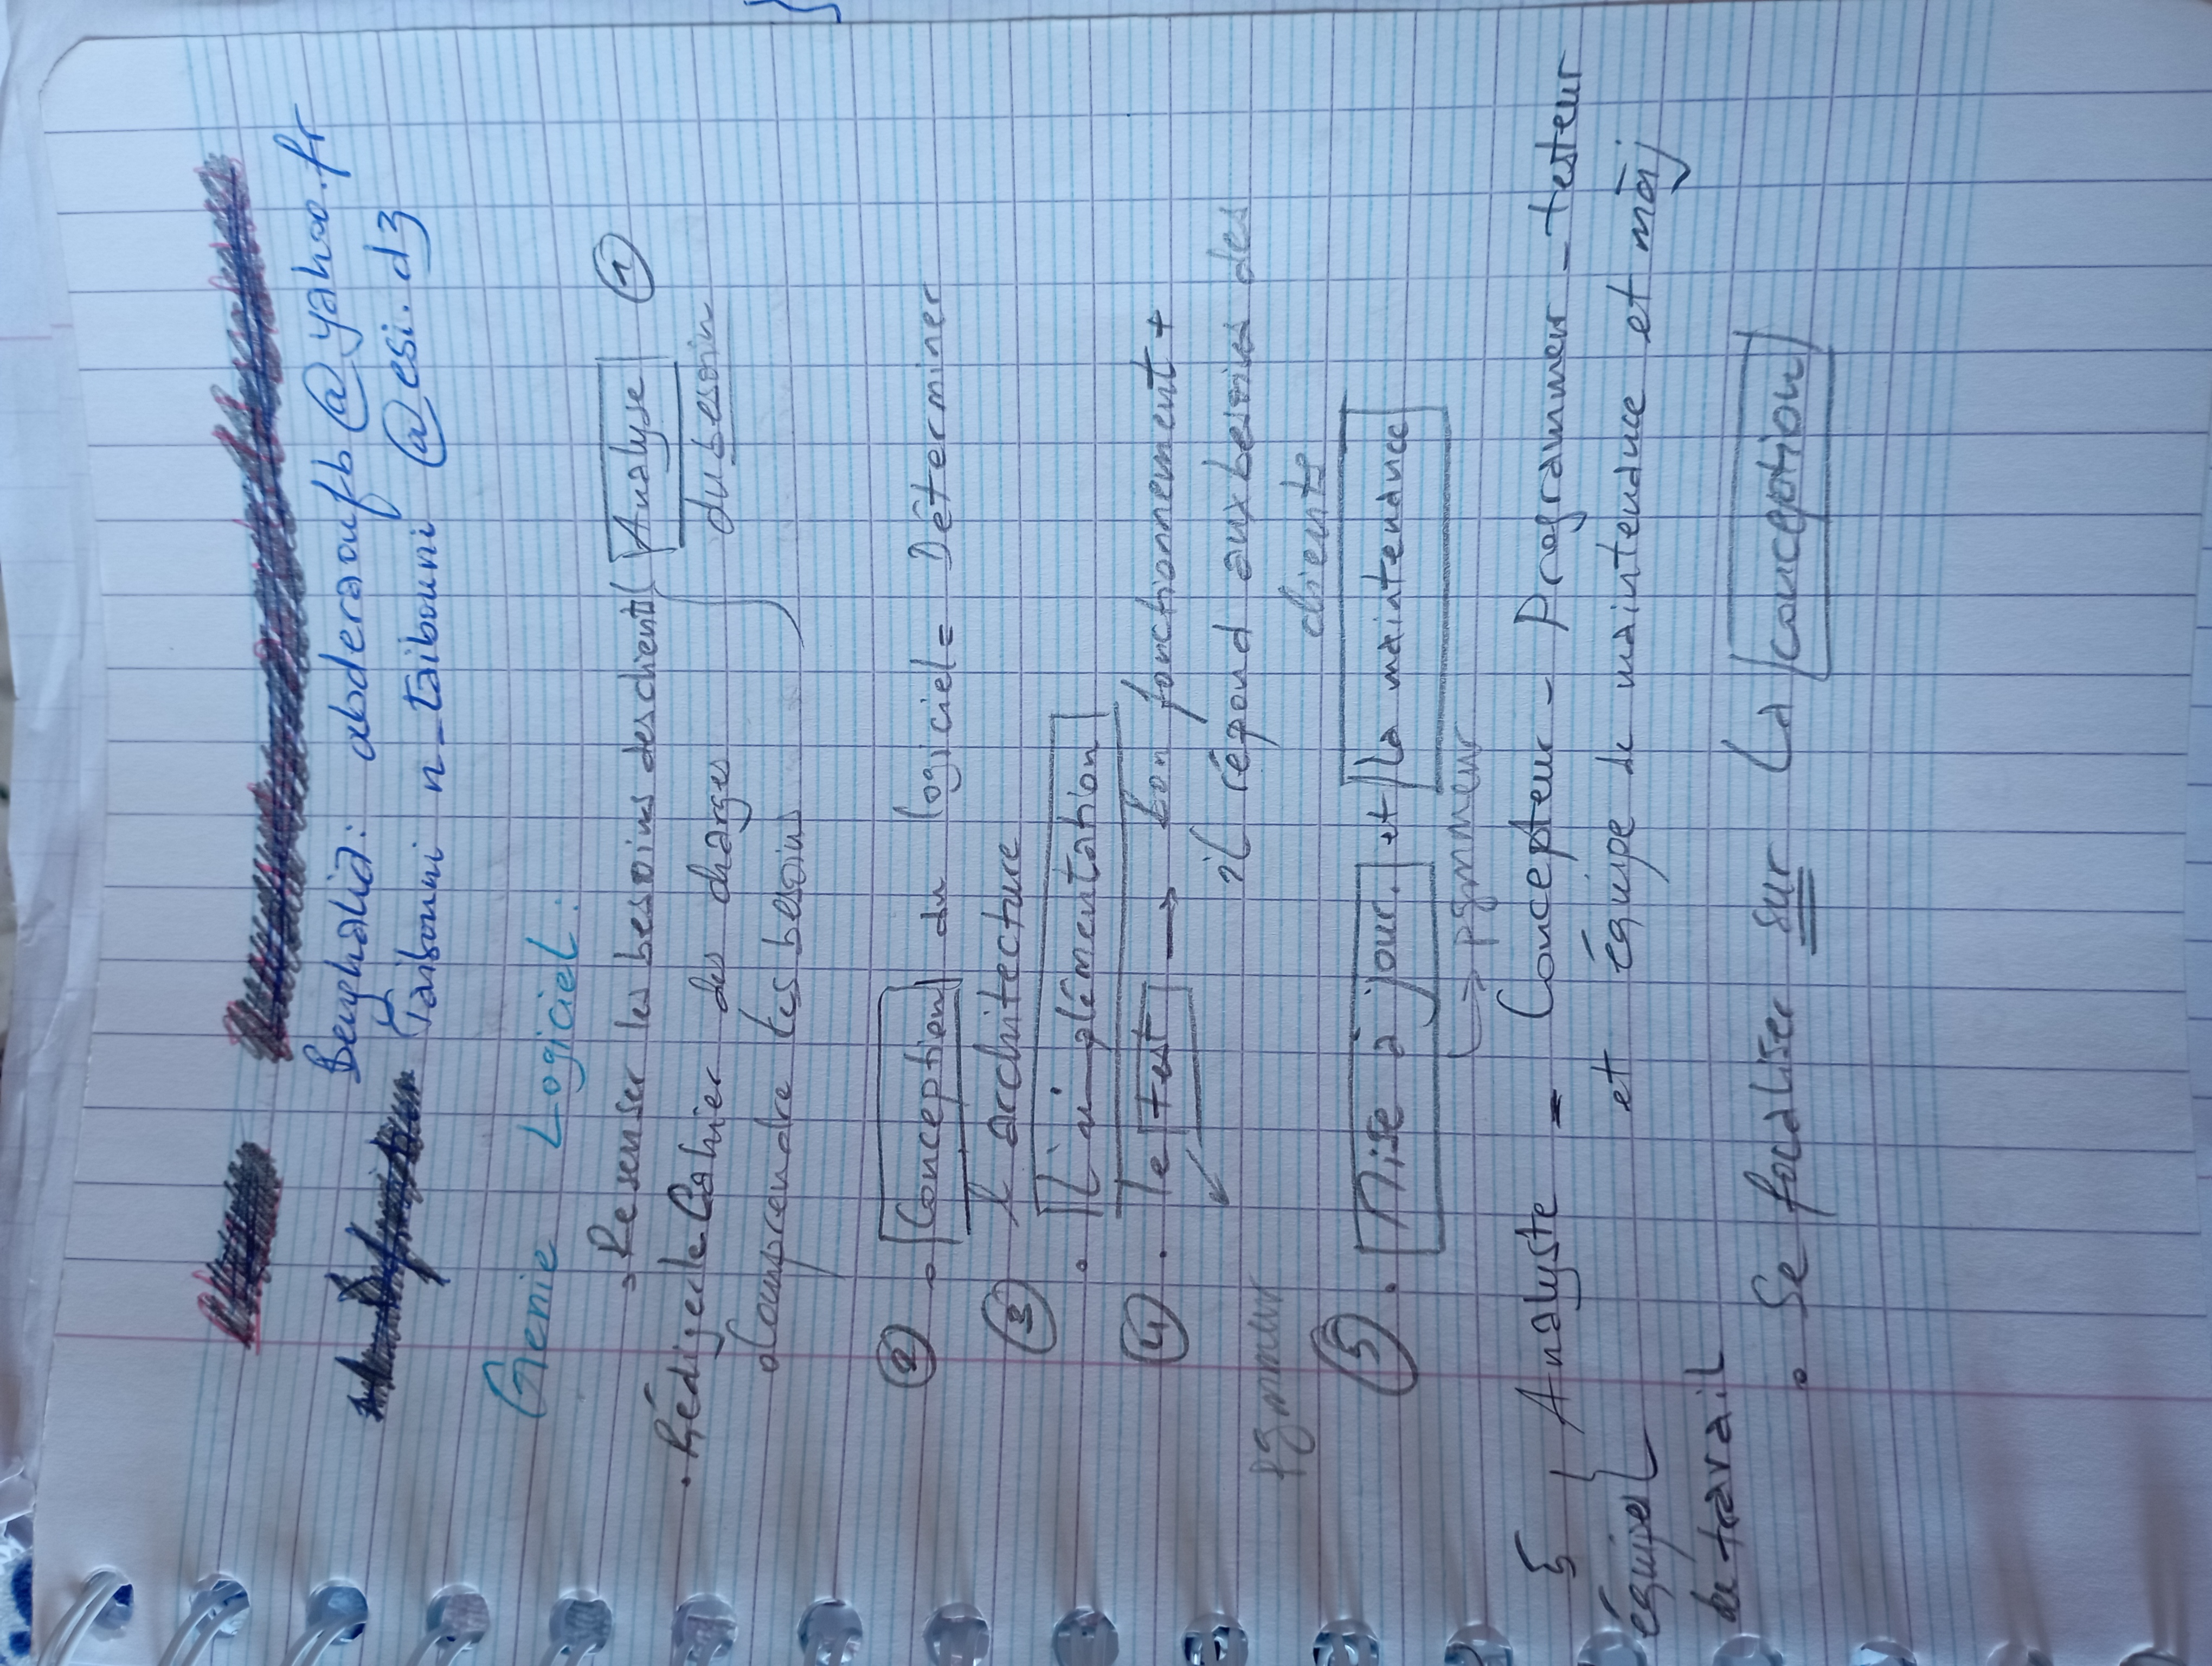 Benghalia: abderaoufb@yahoo.fr
Taibouni n_taibouni @esi.dz
Genie Logiciel:
Resenser les besoins des clients Analyse ①
• Rédiger le Cahier des charges du besoin
Comprendre les besoins
② • Conception du logiciel = Déterminer
l'architecture
③
• L'implémentation
④ • le test → bon fonctionnement +
il répond aux besoins des
pgmmeur
clients
⑤ • Mise à jour. et la maintenance
↳ pgmmeur
5 Analyste - Concepteur - Programmeur - testeur
équipes et équipe de maintenance et màj
de travail
• Se focaliser sur la conception